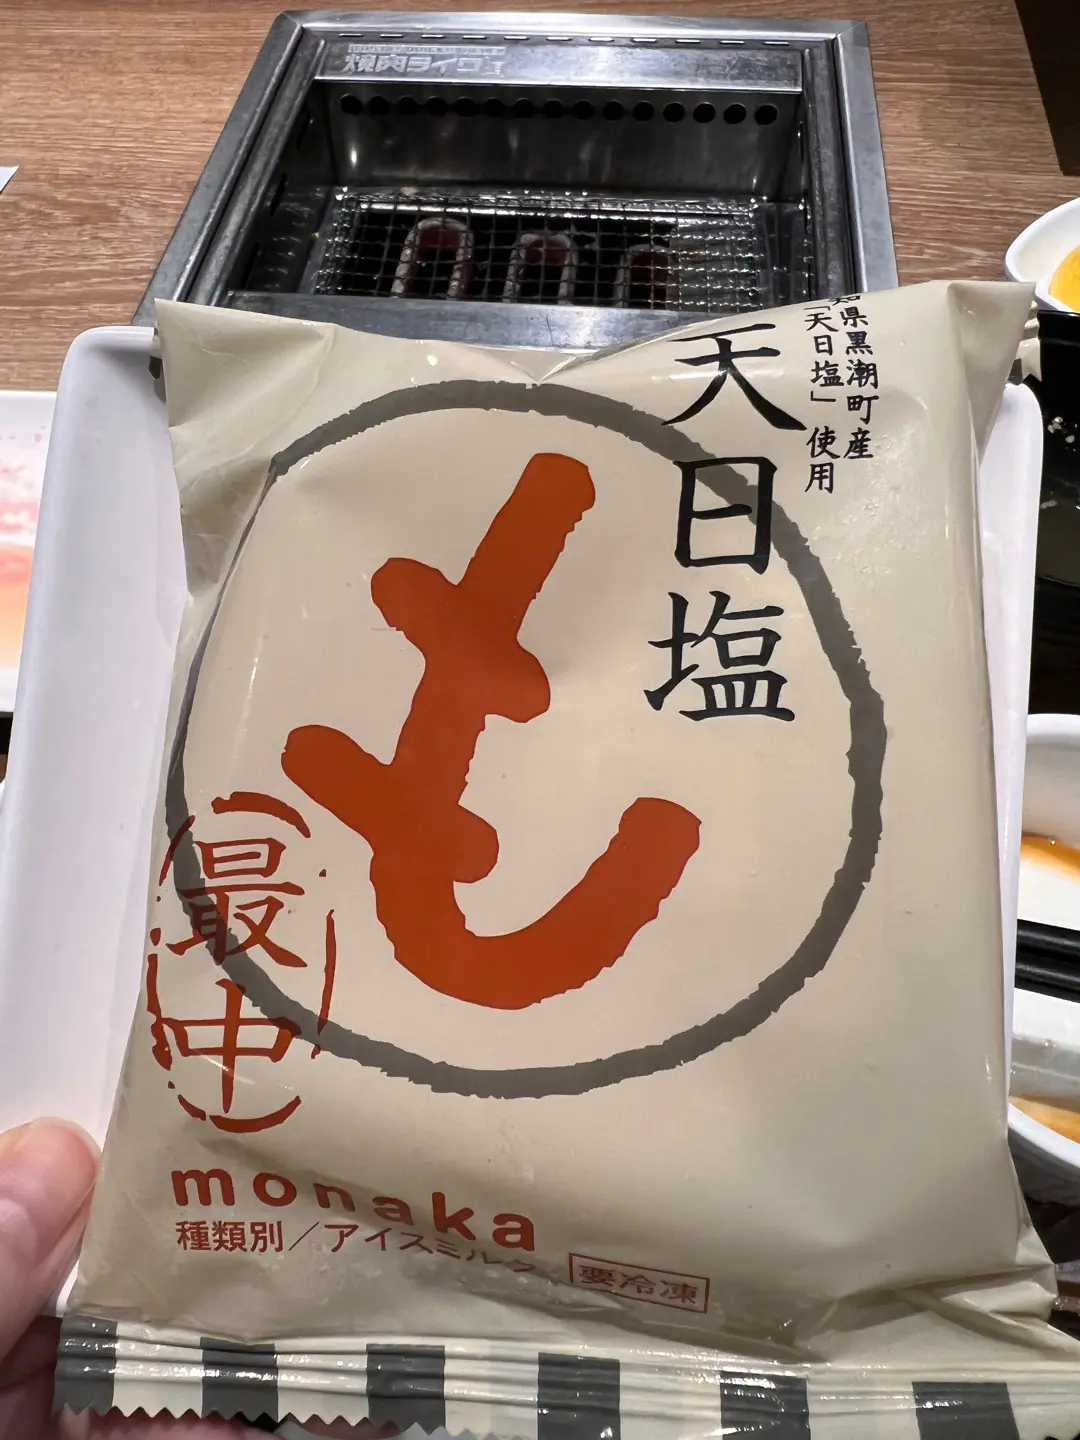 焼肉ライク
知県黒潮町産
「天日塩」使用
天日塩
も
最中
monaka
種類別／アイスミルク
要冷凍